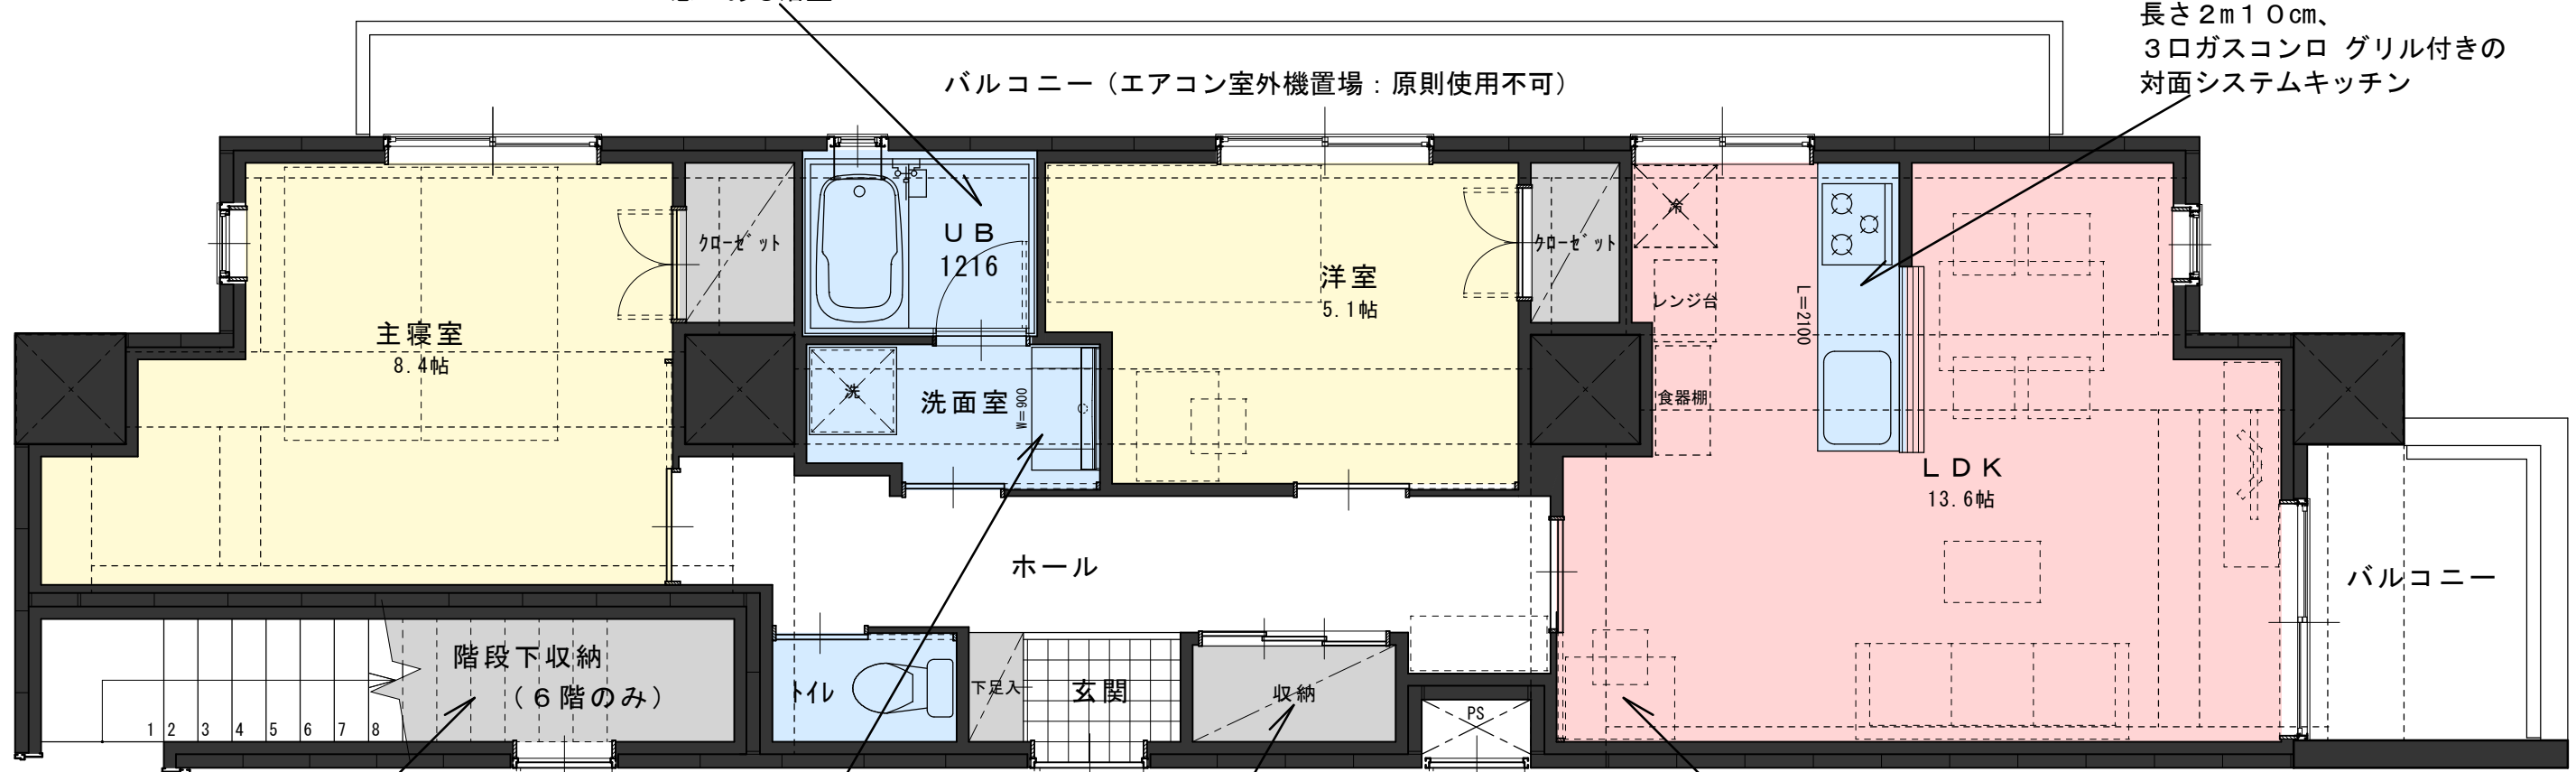 長さ２m１０cm、
３口ガスコンロ グリル付きの
対面システムキッチン
バルコニー（エアコン室外機置場：原則使用不可）
クローゼット
ＵＢ
1216
クローゼット
冷
洋室
5.1帖
レンジ台
L=2100
主寝室
8.4帖
洗
洗面室
W=900
食器棚
ＬＤＫ
13.6帖
ホール
バルコニー
階段下収納
（６階のみ）
トイレ
下足入
玄関
収納
PS
1 2 3 4 5 6 7 8